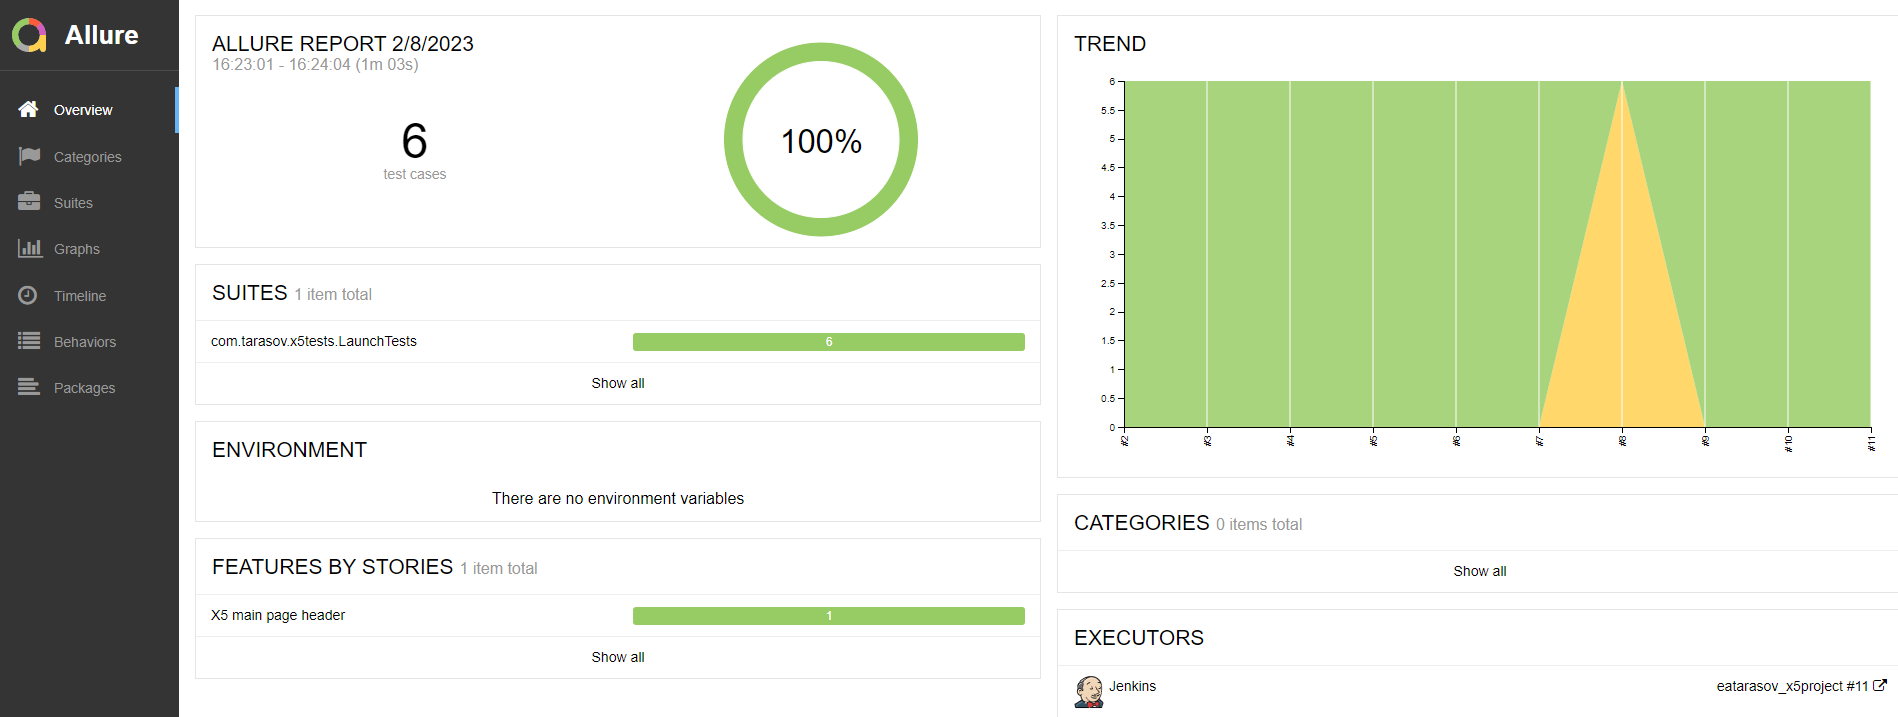 Allure
Overview
Categories
Suites
Graphs
Timeline
Behaviors
Packages
ALLURE REPORT 2/8/2023
16:23:01 - 16:24:04 (1m 03s)
6
test cases
100%
SUITES 1 item total
com.tarasov.x5tests.LaunchTests
6
Show all
ENVIRONMENT
There are no environment variables
FEATURES BY STORIES 1 item total
X5 main page header
1
Show all
TREND
6
5.5
5
4.5
4
3.5
3
2.5
2
1.5
1
0.5
0
#2
#3
#4
#5
#6
#7
#8
#9
#10
#11
CATEGORIES 0 items total
Show all
EXECUTORS
Jenkins
eatarasov_x5project #11